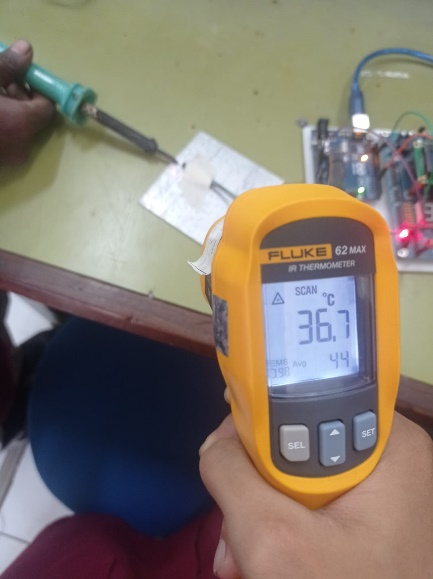 FLUKE 62 MAX
IR THERMOMETER
SCAN °C
36.7
Avg 44
SEL
SET